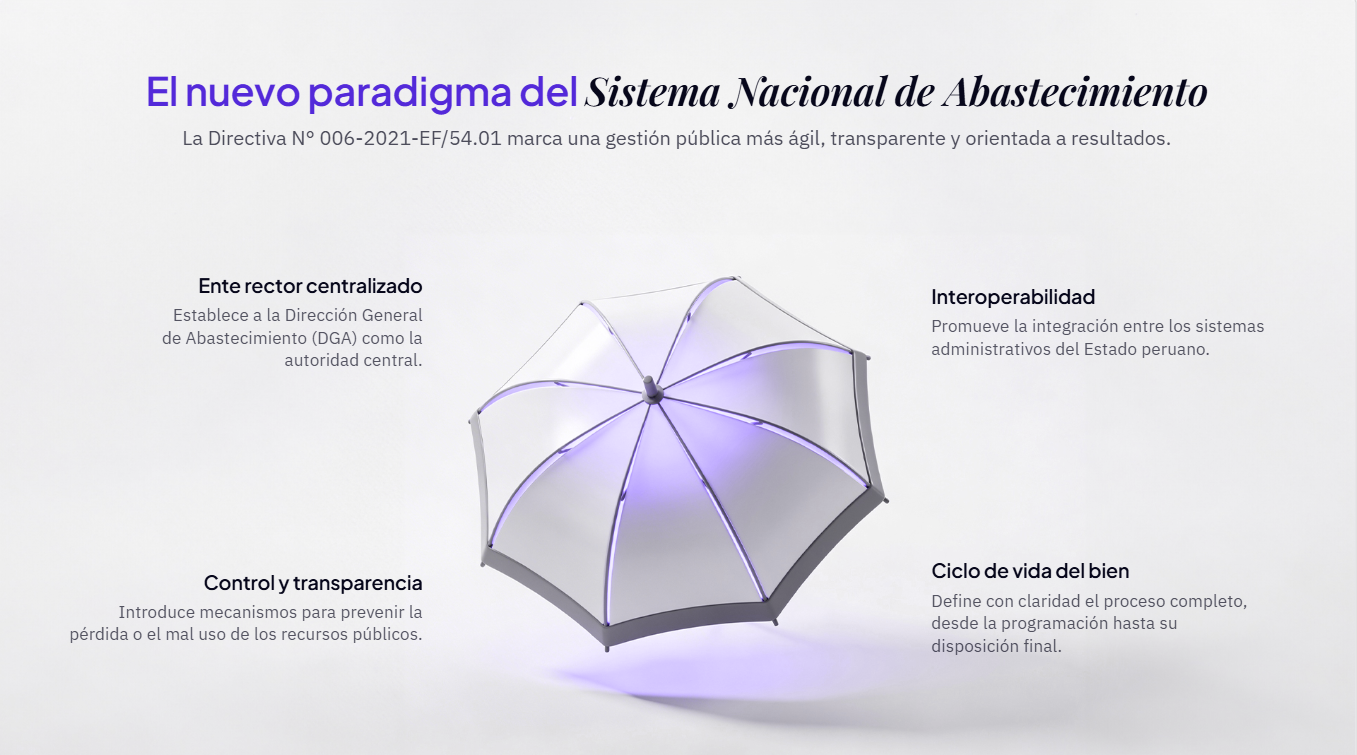 El nuevo paradigma del Sistema Nacional de Abastecimiento
La Directiva N° 006-2021-EF/54.01 marca una gestión pública más ágil, transparente y orientada a resultados.
Ente rector centralizado
Establece a la Dirección General
de Abastecimiento (DGA) como la
autoridad central.
Interoperabilidad
Promueve la integración entre los sistemas
administrativos del Estado peruano.
Control y transparencia
Introduce mecanismos para prevenir la
pérdida o el mal uso de los recursos públicos.
Ciclo de vida del bien
Define con claridad el proceso completo,
desde la programación hasta su
disposición final.